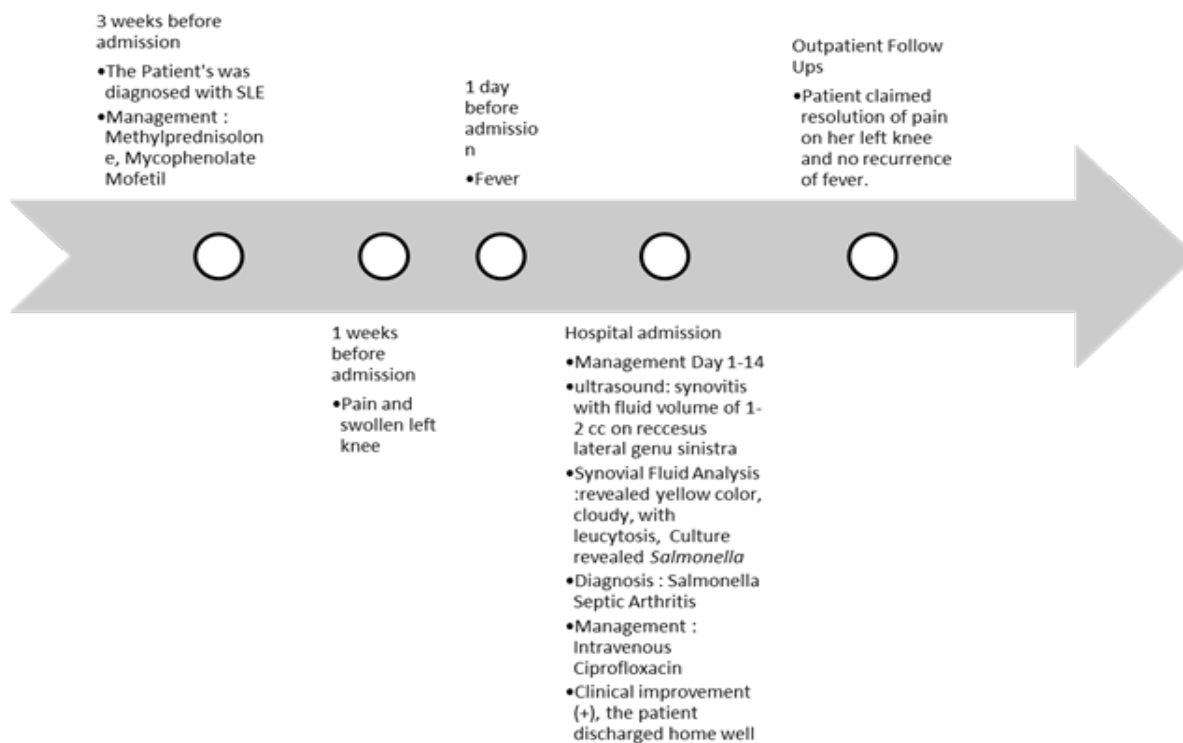 3 weeks before
admission
•The Patient's was
diagnosed with SLE
•Management :
Methylprednisolon
e, Mycophenolate
Mofetil
1 weeks
before
admission
•Pain and
swollen left
knee
1 day
before
admissio
n
•Fever
Hospital admission
•Management Day 1-14
•ultrasound: synovitis
with fluid volume of 1-
2 cc on reccesus
lateral genu sinistra
•Synovial Fluid Analysis
:revealed yellow color,
cloudy, with
leucytosis, Culture
revealed Salmonella
•Diagnosis : Salmonella
Septic Arthritis
•Management :
Intravenous
Ciprofloxacin
•Clinical improvement
(+), the patient
discharged home well
Outpatient Follow
Ups
•Patient claimed
resolution of pain
on her left knee
and no recurrence
of fever.